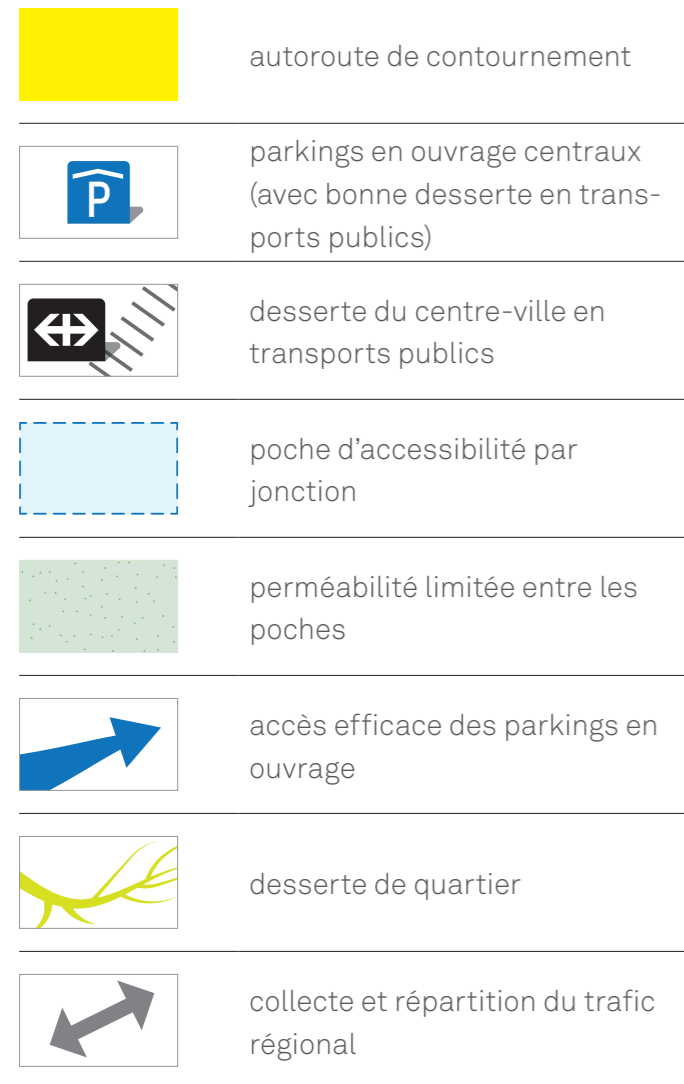 autoroute de contournement
P
parkings en ouvrage centraux
(avec bonne desserte en trans-
ports publics)
desserte du centre-ville en
transports publics
poche d’accessibilité par
jonction
perméabilité limitée entre les
poches
accès efficace des parkings en
ouvrage
desserte de quartier
collecte et répartition du trafic
régional